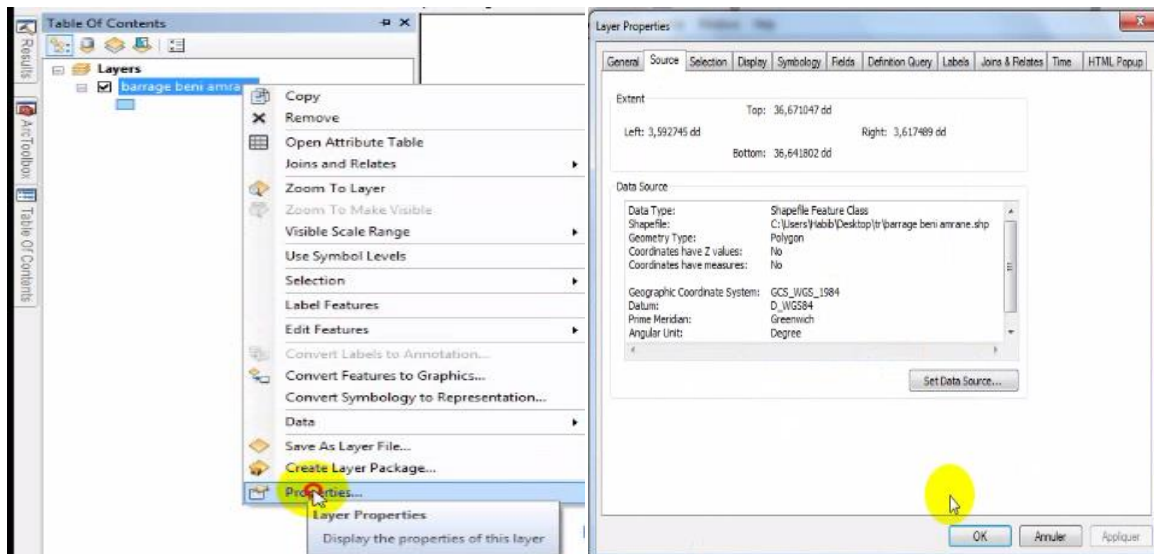 Table Of Contents
Results
ArcToolbox
Table Of Contents
Layers
barrage beni amra
Copy
Remove
Open Attribute Table
Joins and Relates
Zoom To Layer
Zoom To Make Visible
Visible Scale Range
Use Symbol Levels
Selection
Label Features
Edit Features
Convert Labels to Annotation...
Convert Features to Graphics...
Convert Symbology to Representation...
Data
Save As Layer File...
Create Layer Package...
Properties...
Layer Properties
Display the properties of this layer
Layer Properties
General Source Selection Display Symbology Fields Definition Query Labels Joins & Relates Time HTML Popup
Extent
Top: 36,671047 dd
Left: 3,592745 dd Right: 3,617489 dd
Bottom: 36,641802 dd
Data Source
Data Type: Shapefile Feature Class
Shapefile: C:\Users\Habib\Desktop\tr\barrage beni amrane.shp
Geometry Type: Polygon
Coordinates have Z values: No
Coordinates have measures: No
Geographic Coordinate System: GCS_WGS_1984
Datum: D_WGS84
Prime Meridian: Greenwich
Angular Unit: Degree
Set Data Source...
OK Annuler Appliquer